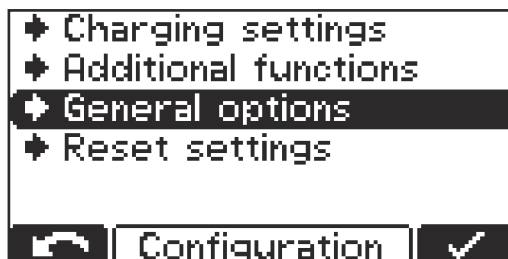 Charging settings
Additional functions
General options
Reset settings
Configuration